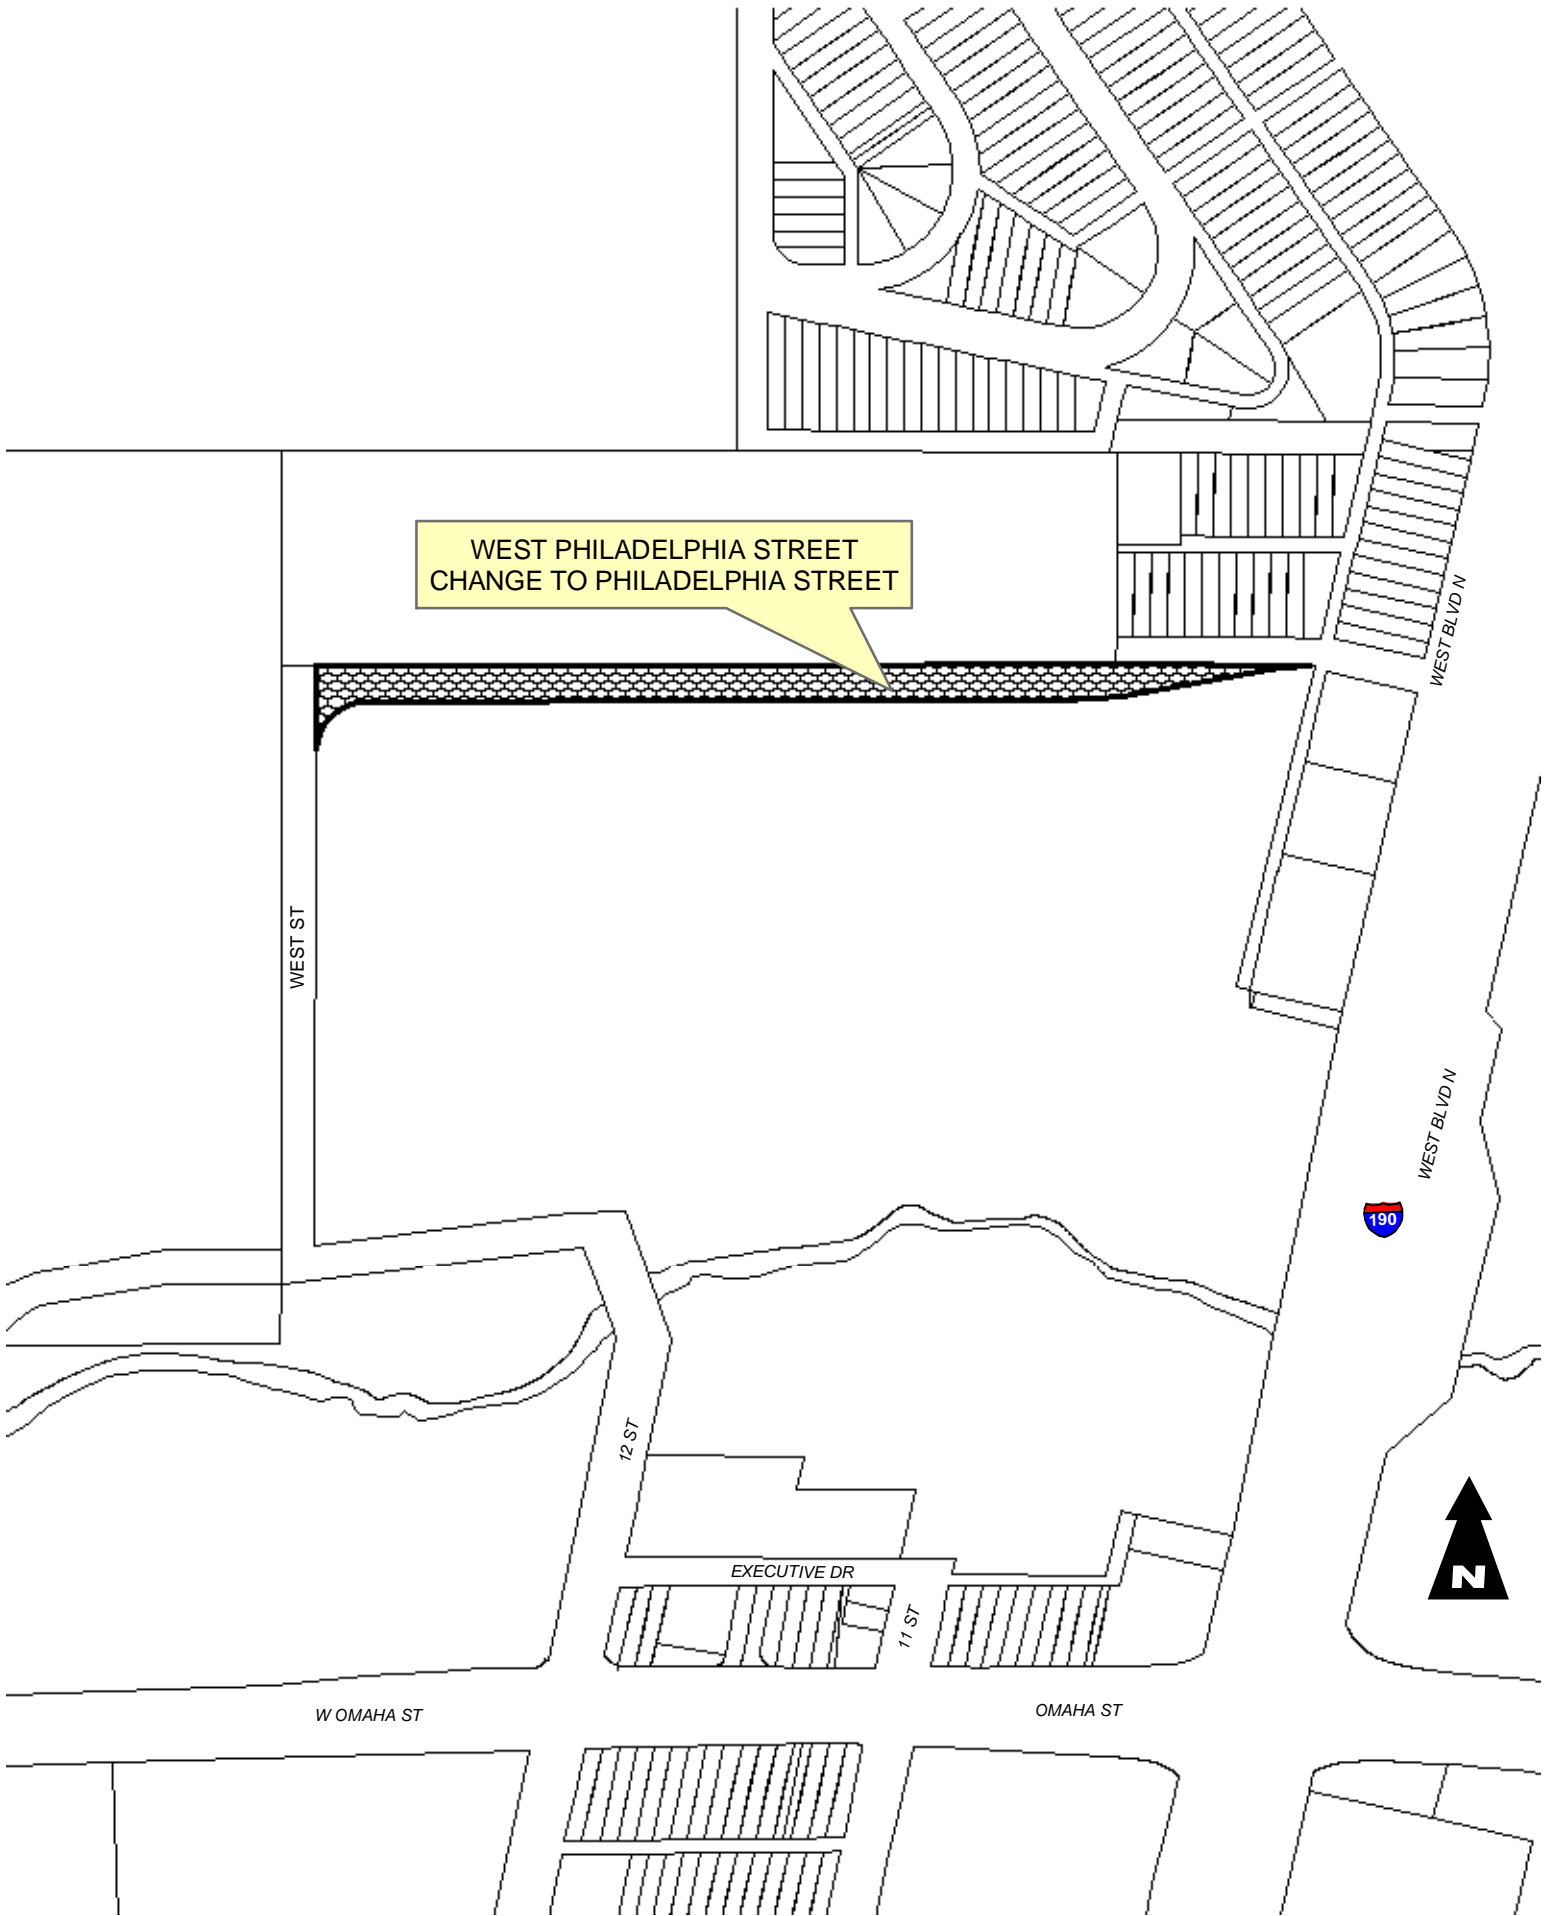 WEST PHILADELPHIA STREET
CHANGE TO PHILADELPHIA STREET
WEST BLVD N
WEST ST
WEST BLVD N
190
12 ST
N
EXECUTIVE DR
11 ST
W OMAHA ST
OMAHA ST